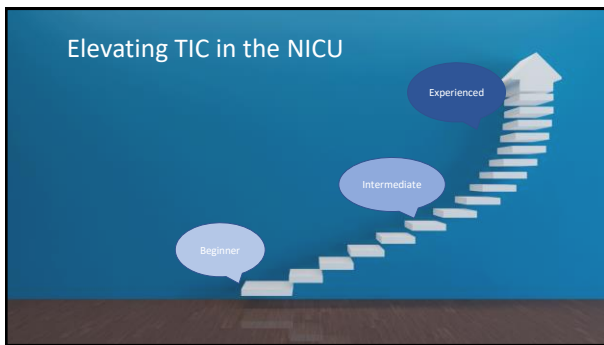 Elevating TIC in the NICU
Experienced
Intermediate
Beginner